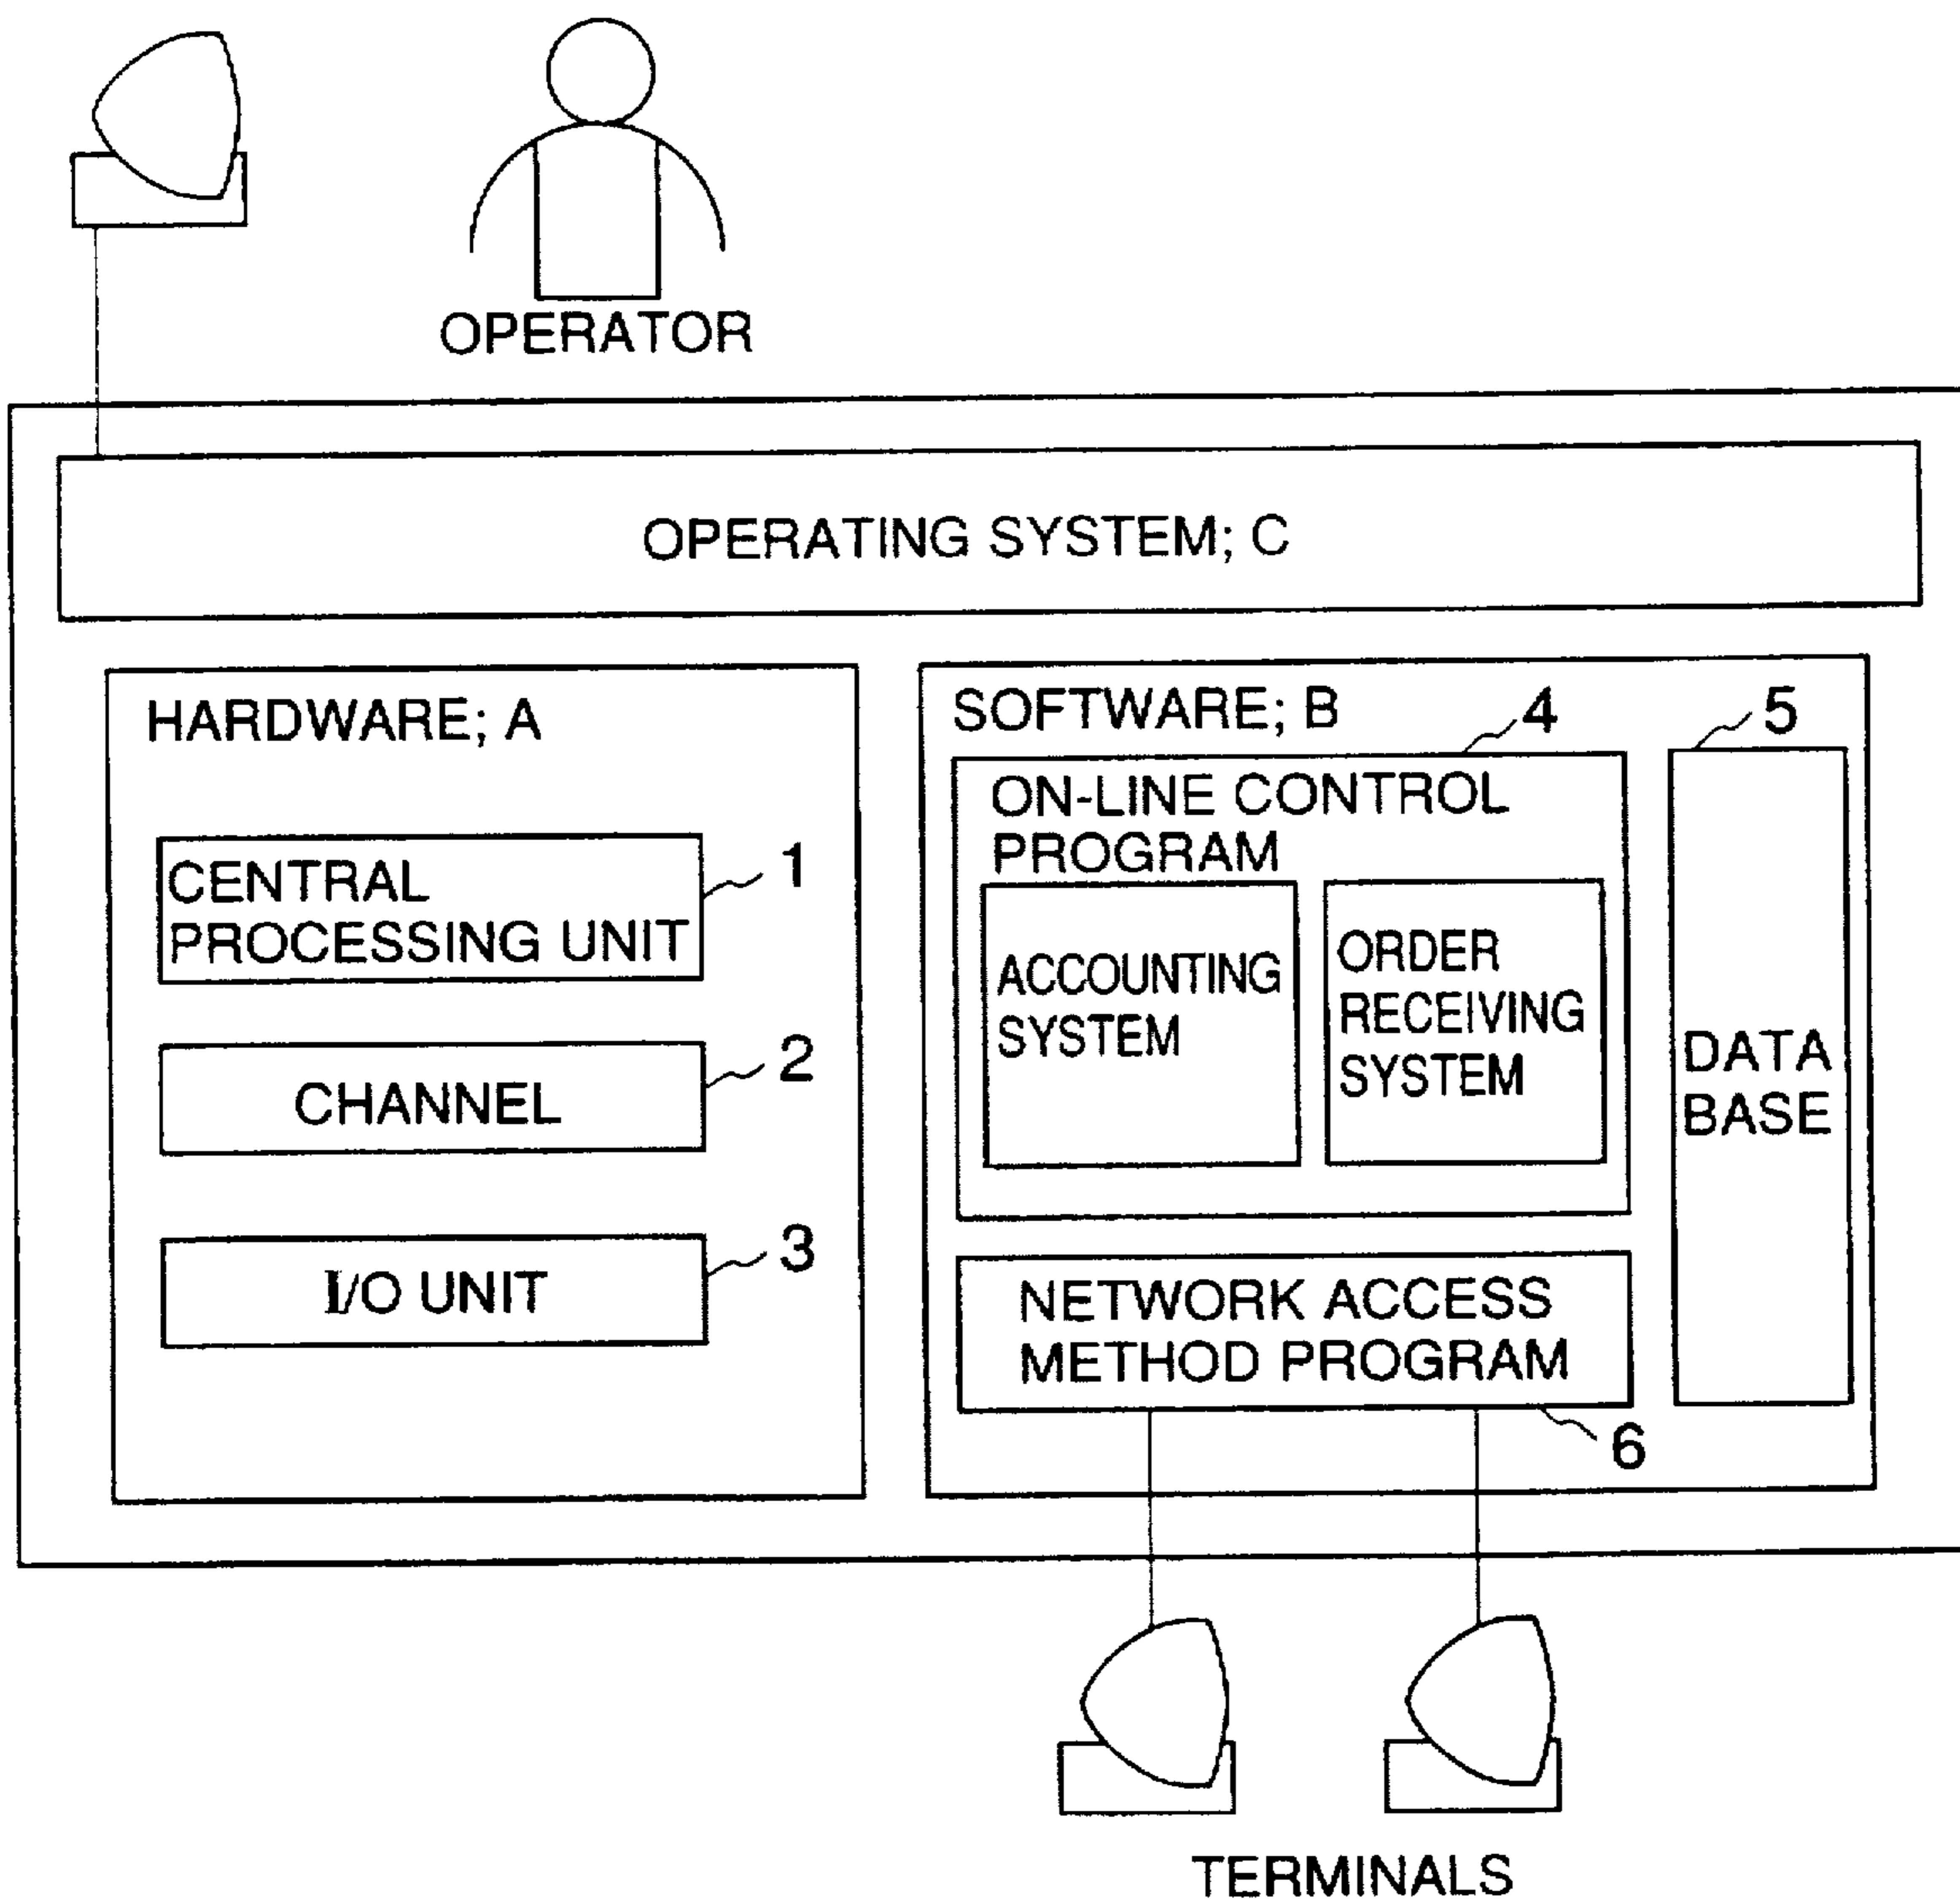 OPERATOR
OPERATING SYSTEM; C
HARDWARE; A
CENTRAL
PROCESSING UNIT
1
CHANNEL
2
I/O UNIT
3
SOFTWARE; B
4
ON-LINE CONTROL
PROGRAM
ACCOUNTING
SYSTEM
ORDER
RECEIVING
SYSTEM
5
DATA
BASE
NETWORK ACCESS
METHOD PROGRAM
6
TERMINALS